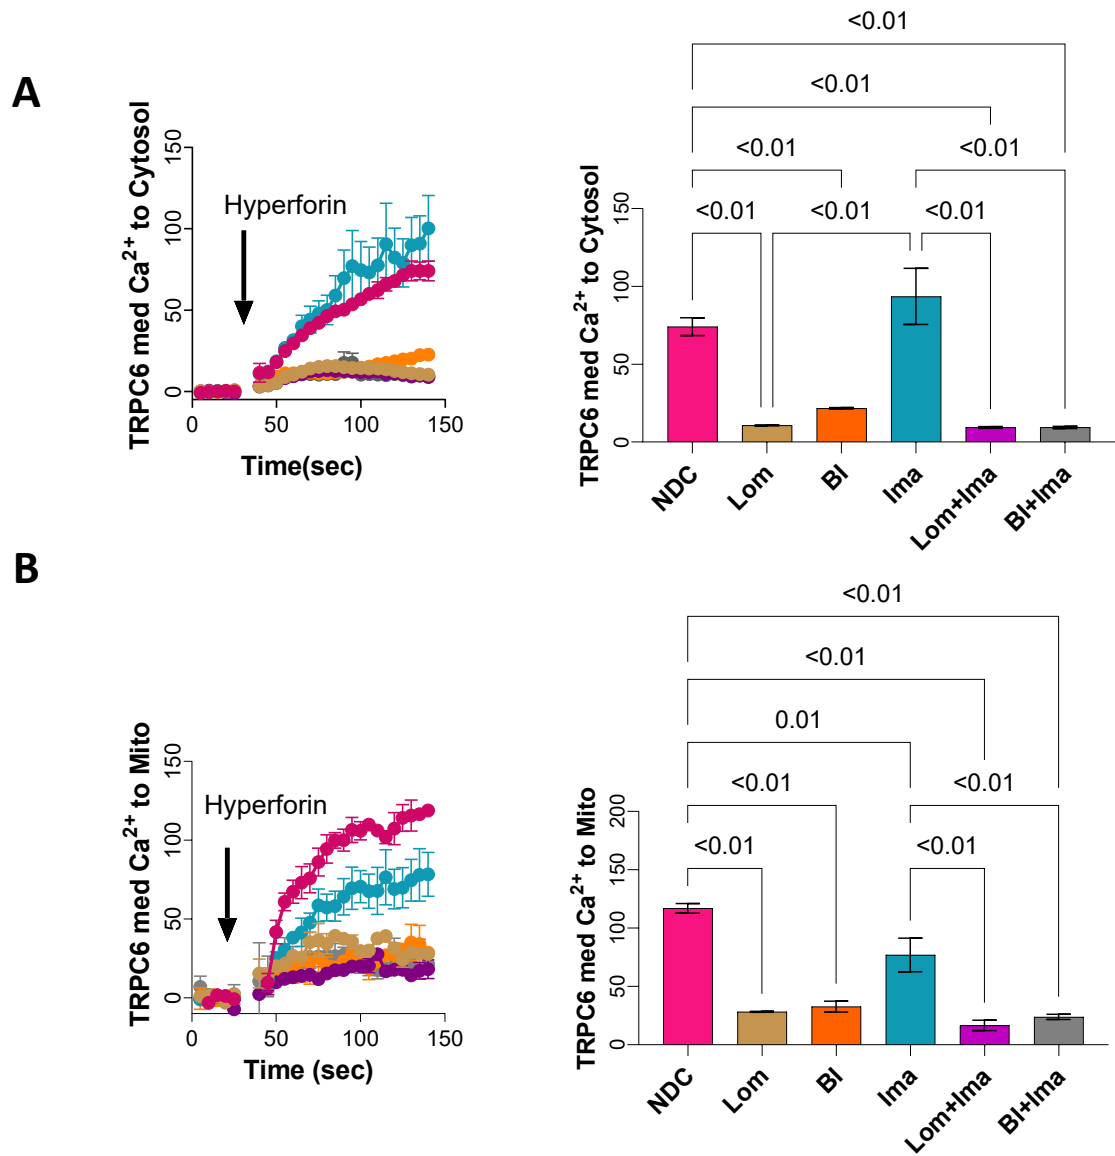 A
TRPC6 med Ca²⁺ to Cytosol
150
100
50
0
Hyperforin
0 50 100 150
Time(sec)
<0.01
<0.01
<0.01 <0.01
<0.01 <0.01 <0.01
TRPC6 med Ca²⁺ to Cytosol
150
100
50
0
NDC Lom BI Ima Lom+Ima BI+Ima
B
TRPC6 med Ca²⁺ to Mito
150
100
50
0
Hyperforin
0 50 100 150
Time (sec)
<0.01
<0.01
0.01
<0.01 <0.01
<0.01 <0.01
TRPC6 med Ca²⁺ to Mito
200
150
100
50
0
NDC Lom BI Ima Lom+Ima BI+Ima